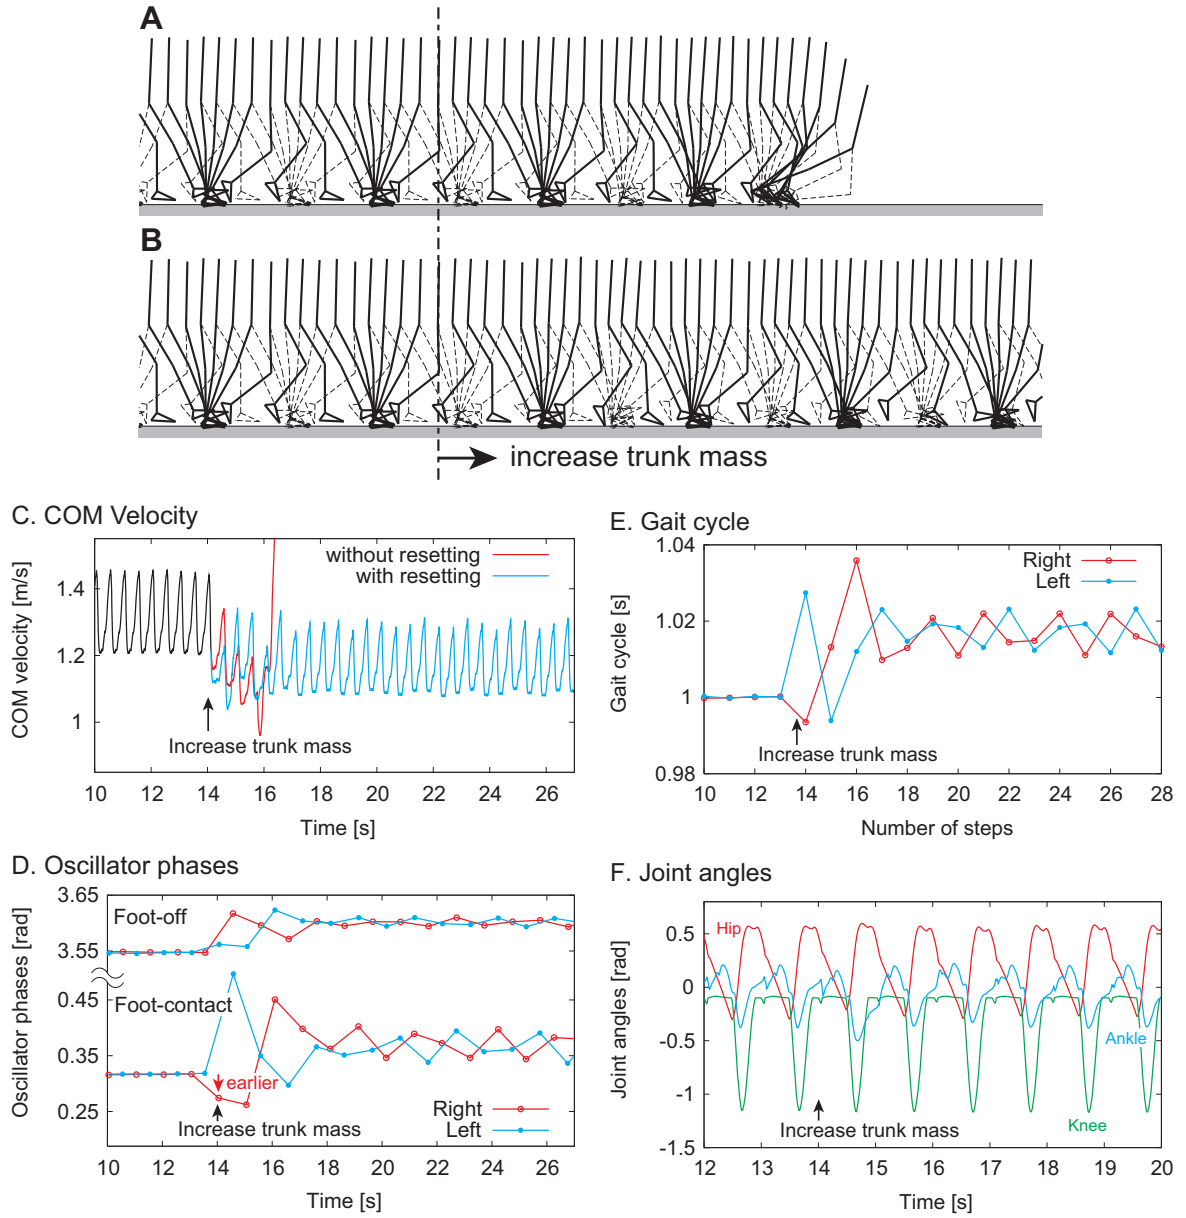 A
B
increase trunk mass
C. COM Velocity
COM velocity [m/s]
1.4
1.2
1
without resetting
with resetting
Increase trunk mass
10 12 14 16 18 20 22 24 26
Time [s]
E. Gait cycle
Gait cycle [s]
1.04
1.02
1
0.98
Right
Left
Increase trunk mass
10 12 14 16 18 20 22 24 26 28
Number of steps
D. Oscillator phases
Oscillator phases [rad]
3.65
3.55
0.45
0.35
0.25
Foot-off
Foot-contact
earlier
Increase trunk mass
Right
Left
10 12 14 16 18 20 22 24 26
Time [s]
F. Joint angles
Joint angles [rad]
0.5
0
-0.5
-1
-1.5
Hip
Ankle
Knee
Increase trunk mass
12 13 14 15 16 17 18 19 20
Time [s]